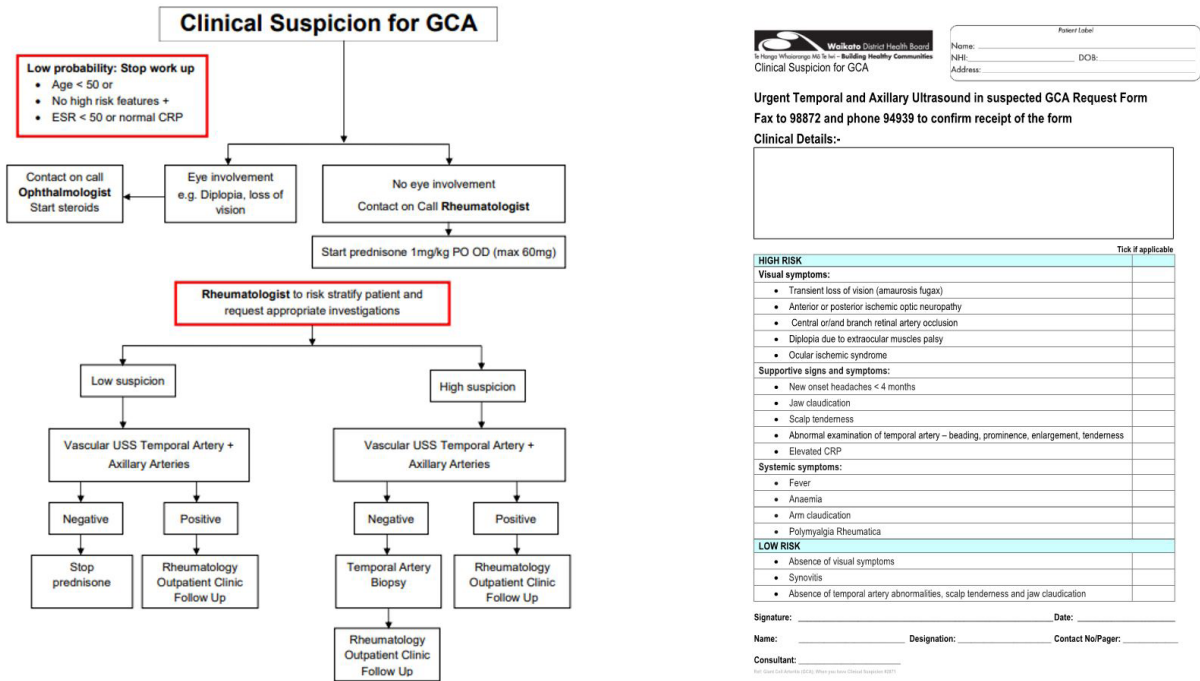 Clinical Suspicion for GCA
Low probability: Stop work up
• Age < 50 or
• No high risk features +
• ESR < 50 or normal CRP
Contact on call
Ophthalmologist
Start steroids
Eye involvement
e.g. Diplopia, loss of
vision
No eye involvement
Contact on Call Rheumatologist
Start prednisone 1mg/kg PO OD (max 60mg)
Rheumatologist to risk stratify patient and
request appropriate investigations
Low suspicion
High suspicion
Vascular USS Temporal Artery +
Axillary Arteries
Vascular USS Temporal Artery +
Axillary Arteries
Negative
Positive
Negative
Positive
Stop
prednisone
Rheumatology
Outpatient Clinic
Follow Up
Temporal Artery
Biopsy
Rheumatology
Outpatient Clinic
Follow Up
Rheumatology
Outpatient Clinic
Follow Up
Waikato District Health Board
Te Hanga Whaioranga Mō Te Iwi – Building Healthy Communities
Clinical Suspicion for GCA
Patient Label
Name:
NHI: DOB:
Address:
Urgent Temporal and Axillary Ultrasound in suspected GCA Request Form
Fax to 98872 and phone 94939 to confirm receipt of the form
Clinical Details:-
Tick if applicable
HIGH RISK
Visual symptoms:
• Transient loss of vision (amaurosis fugax)
• Anterior or posterior ischemic optic neuropathy
• Central or/and branch retinal artery occlusion
• Diplopia due to extraocular muscles palsy
• Ocular ischemic syndrome
Supportive signs and symptoms:
• New onset headaches < 4 months
• Jaw claudication
• Scalp tenderness
• Abnormal examination of temporal artery – beading, prominence, enlargement, tenderness
• Elevated CRP
Systemic symptoms:
• Fever
• Anaemia
• Arm claudication
• Polymyalgia Rheumatica
LOW RISK
• Absence of visual symptoms
• Synovitis
• Absence of temporal artery abnormalities, scalp tenderness and jaw claudication
Signature: Date:
Name: Designation: Contact No/Pager:
Consultant: